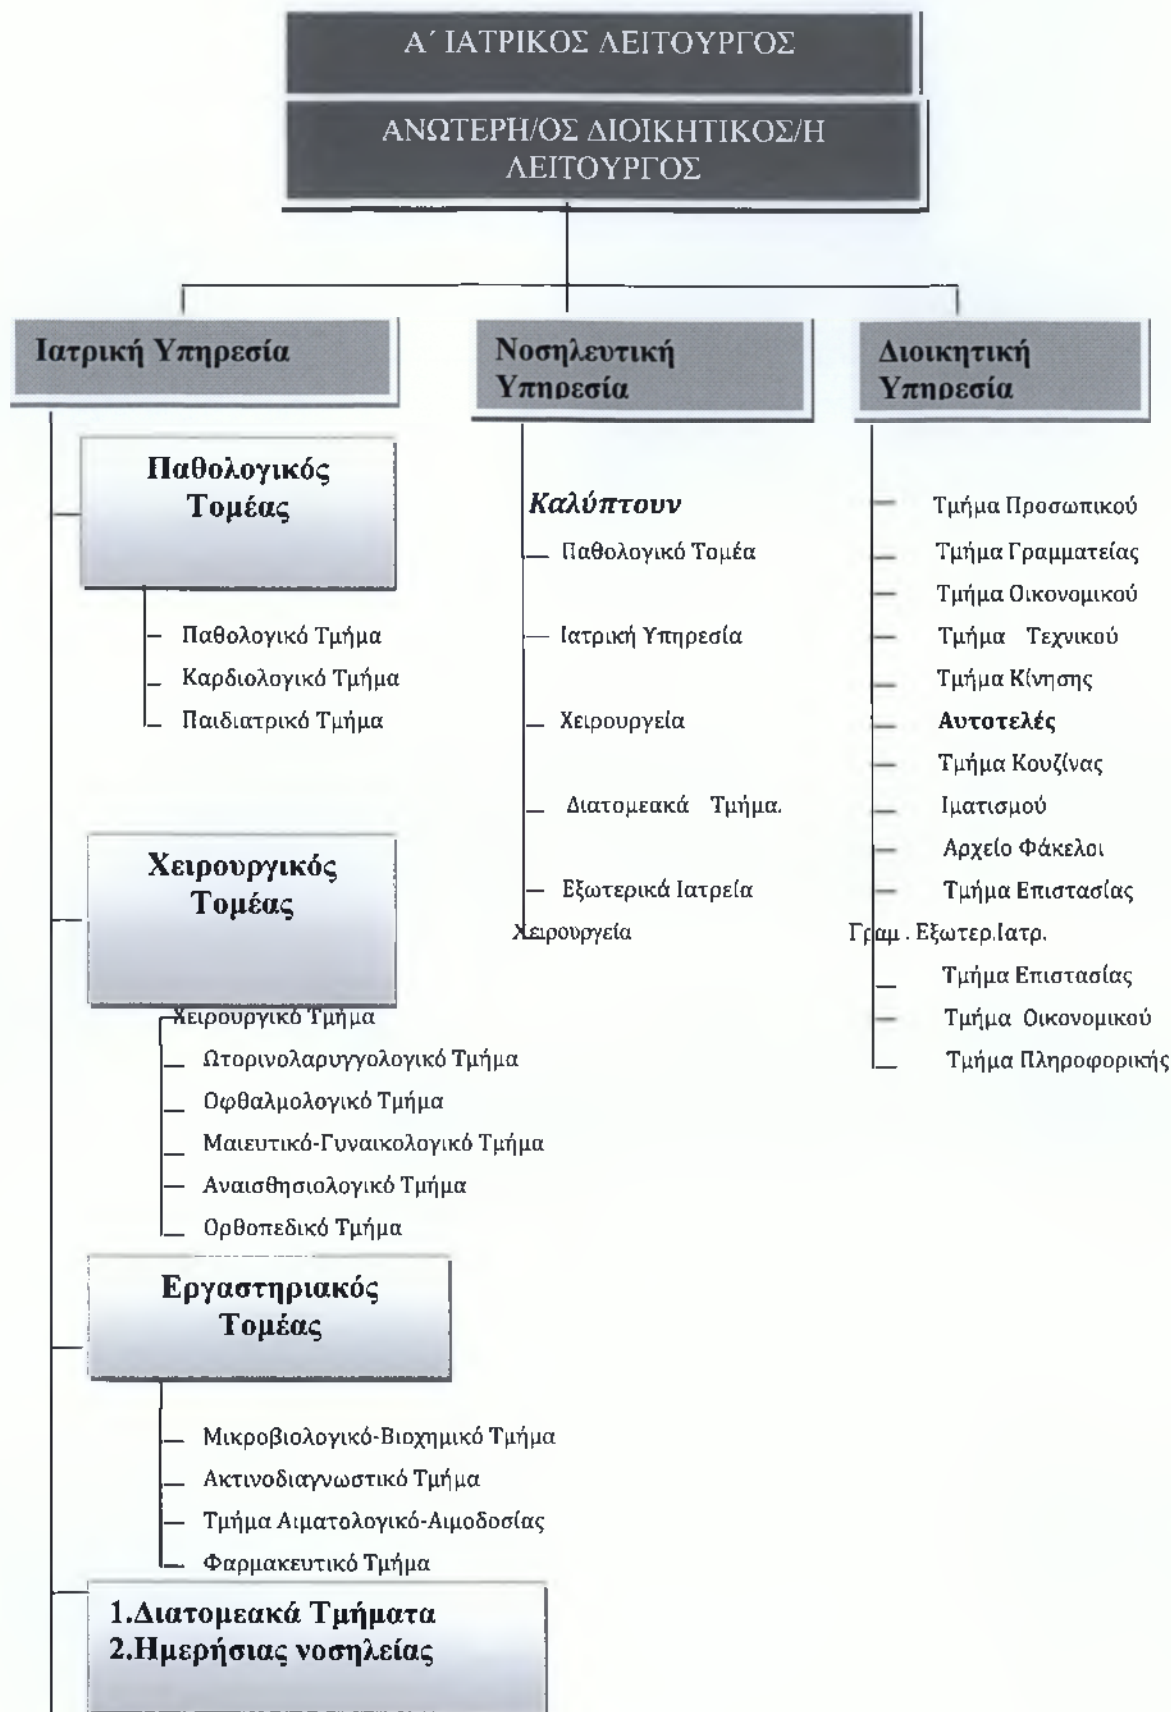 Α΄ ΙΑΤΡΙΚΟΣ ΛΕΙΤΟΥΡΓΟΣ
ΑΝΩΤΕΡΗ/ΟΣ ΔΙΟΙΚΗΤΙΚΟΣ/Η
ΛΕΙΤΟΥΡΓΟΣ
Ιατρική Υπηρεσία
Παθολογικός
Τομέας
Παθολογικό Τμήμα
Καρδιολογικό Τμήμα
Παιδιατρικό Τμήμα
Χειρουργικός
Τομέας
Χειρουργικό Τμήμα
Ωτορινολαρυγγολογικό Τμήμα
Οφθαλμολογικό Τμήμα
Μαιευτικό-Γυναικολογικό Τμήμα
Αναισθησιολογικό Τμήμα
Ορθοπεδικό Τμήμα
Εργαστηριακός
Τομέας
Μικροβιολογικό-Βιοχημικό Τμήμα
Ακτινοδιαγνωστικό Τμήμα
Τμήμα Αιματολογικό-Αιμοδοσίας
Φαρμακευτικό Τμήμα
1.Διατομεακά Τμήματα
2.Ημερήσιας νοσηλείας
Νοσηλευτική
Υπηρεσία
Καλύπτουν
Παθολογικό Τομέα
Ιατρική Υπηρεσία
Χειρουργεία
Διατομεακά Τμήμα.
Εξωτερικά Ιατρεία
Χειρουργεία
Διοικητική
Υπηρεσία
Τμήμα Προσωπικού
Τμήμα Γραμματείας
Τμήμα Οικονομικού
Τμήμα Τεχνικού
Τμήμα Κίνησης
Αυτοτελές
Τμήμα Κουζίνας
Ιματισμού
Αρχείο Φάκελοι
Τμήμα Επιστασίας
Γραμ . Εξωτερ.Ιατρ.
Τμήμα Επιστασίας
Τμήμα Οικονομικού
Τμήμα Πληροφορικής